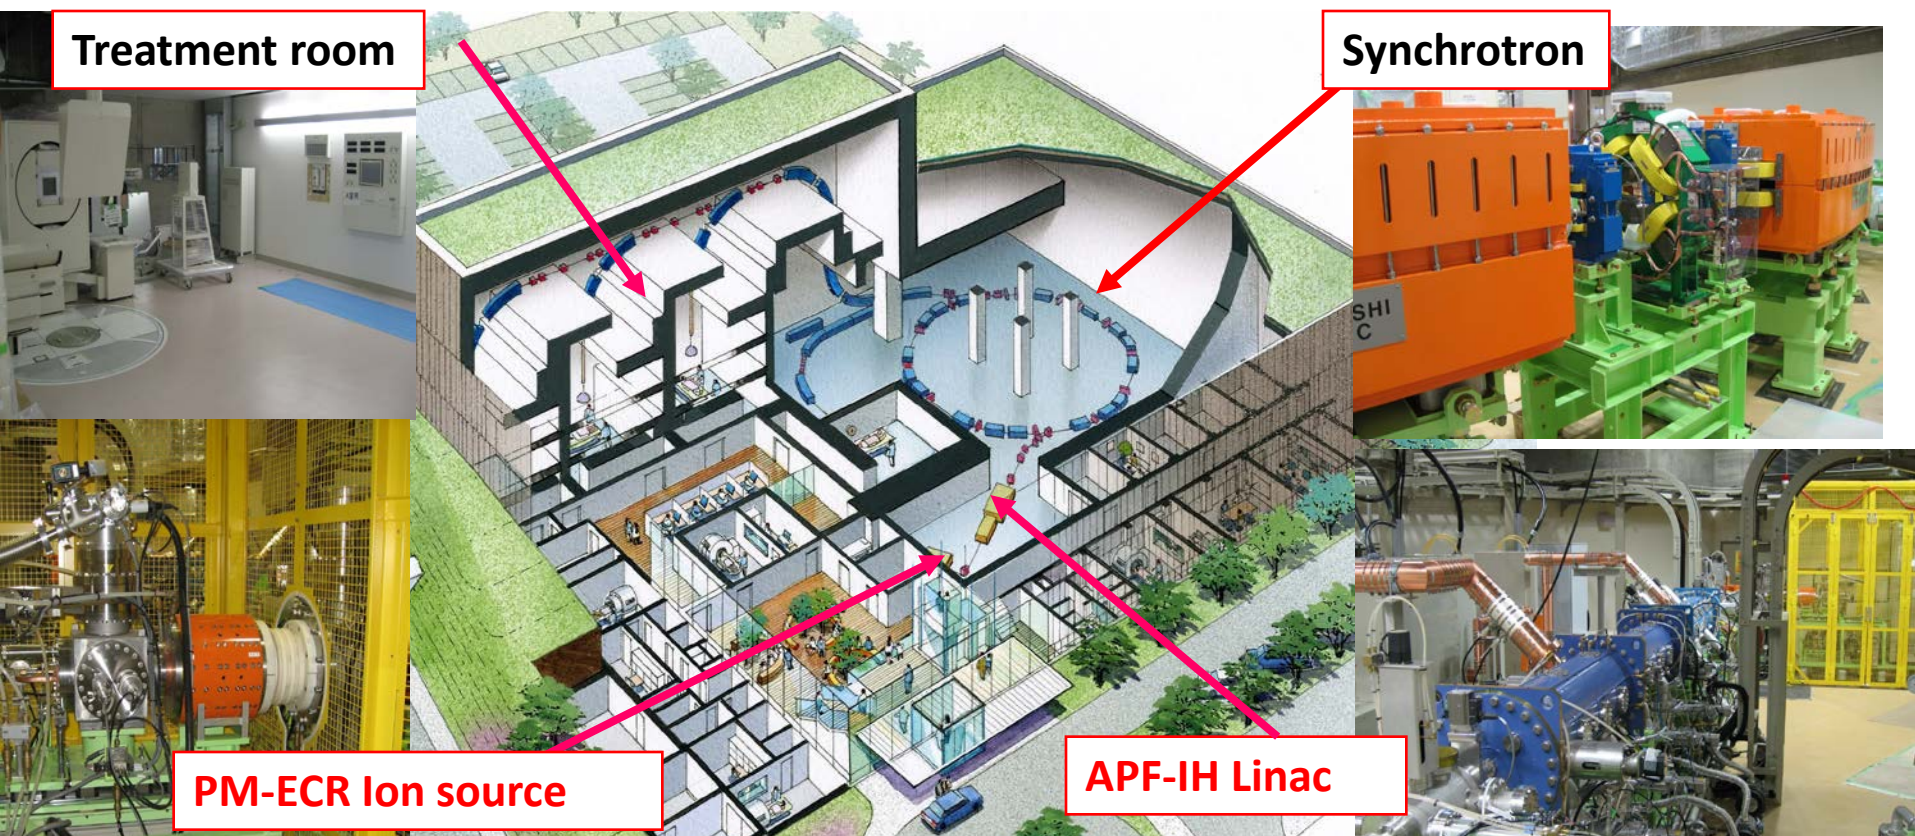 Treatment room
Synchrotron
SHI
C
PM-ECR Ion source
APF-IH Linac